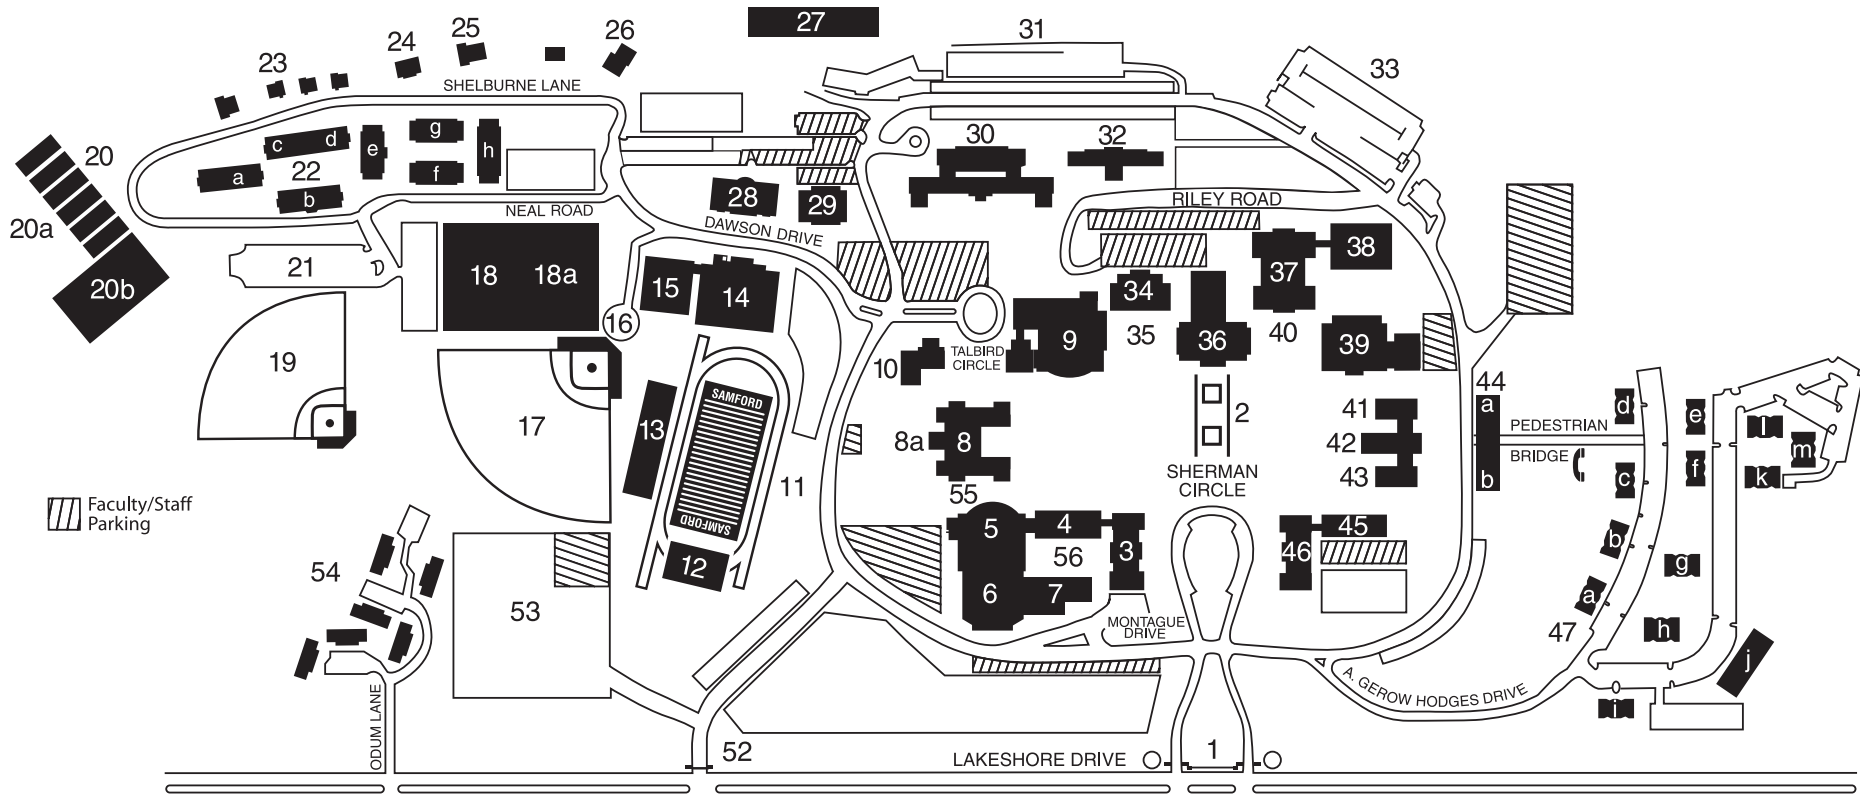 27
26
25
24
23
SHELBURNE LANE
31
33
20
20a
20b
c
d
e
g
f
h
a
22
b
NEAL ROAD
28
29
DAWSON DRIVE
30
32
RILEY ROAD
21
18
18a
15
14
16
34
35
36
37
38
39
40
9
TALBIRD
CIRCLE
10
19
17
13
SAMFORD
SAMFORD
11
12
8a
8
55
2
SHERMAN
CIRCLE
41
42
43
44
a
b
PEDESTRIAN
BRIDGE
d
c
b
a
e
f
g
h
i
j
k
l
m
47
Faculty/Staff
Parking
5
4
56
3
6
7
MONTAGUE
DRIVE
45
46
54
53
ODUM LANE
52
A. GEROW HODGES DRIVE
LAKESHORE DRIVE
1